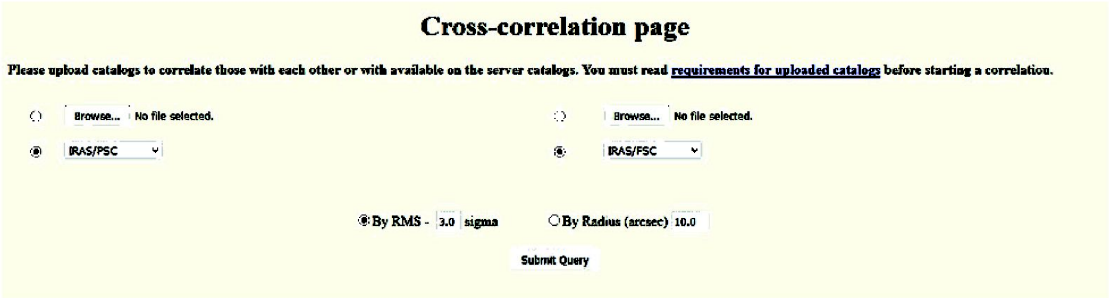 Cross-correlation page
Please upload catalogs to correlate those with each other or with available on the server catalogs. You must read requirements for uploaded catalogs before starting a correlation.
Browse... No file selected. Browse... No file selected.
IRAS/PSC IRAS/FSC
By RMS - 3.0 sigma By Radius (arcsec) 10.0
Submit Query